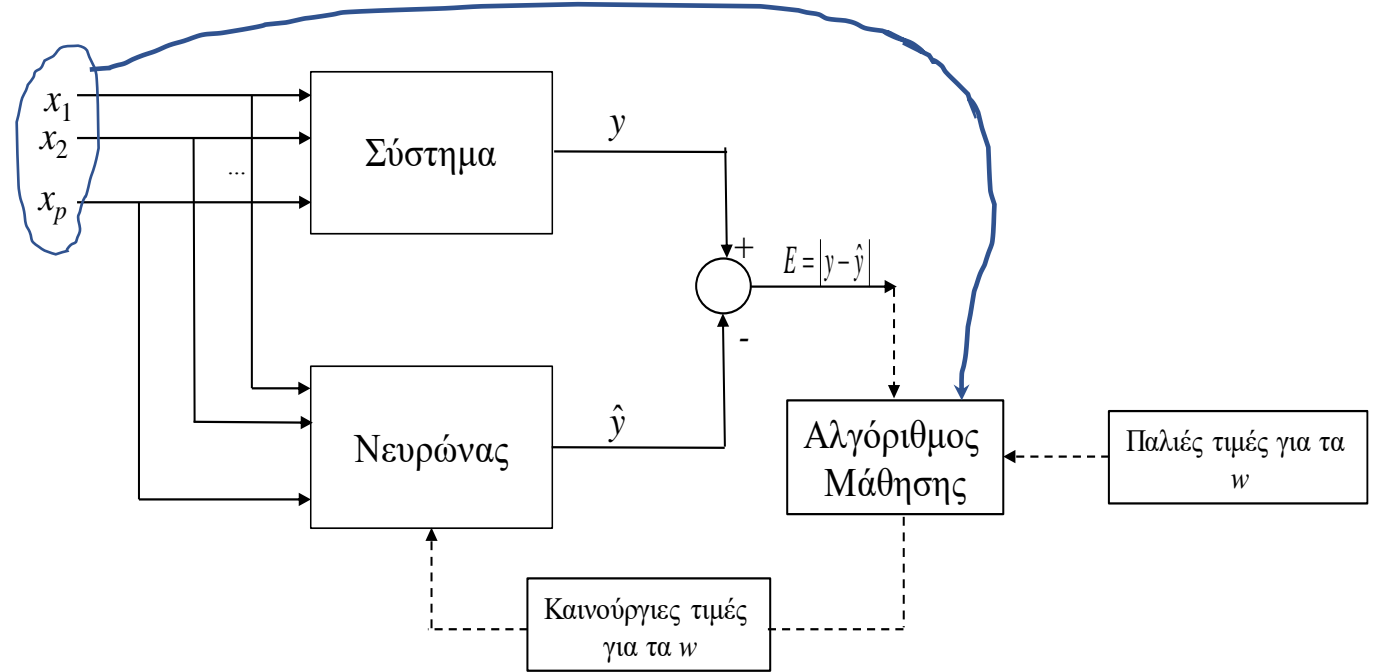 x₁
x₂
...
xₚ
Σύστημα
y
+
E = |y − ŷ|
-
Νευρώνας
ŷ
Αλγόριθμος
Μάθησης
Παλιές τιμές για τα
w
Καινούργιες τιμές
για τα w